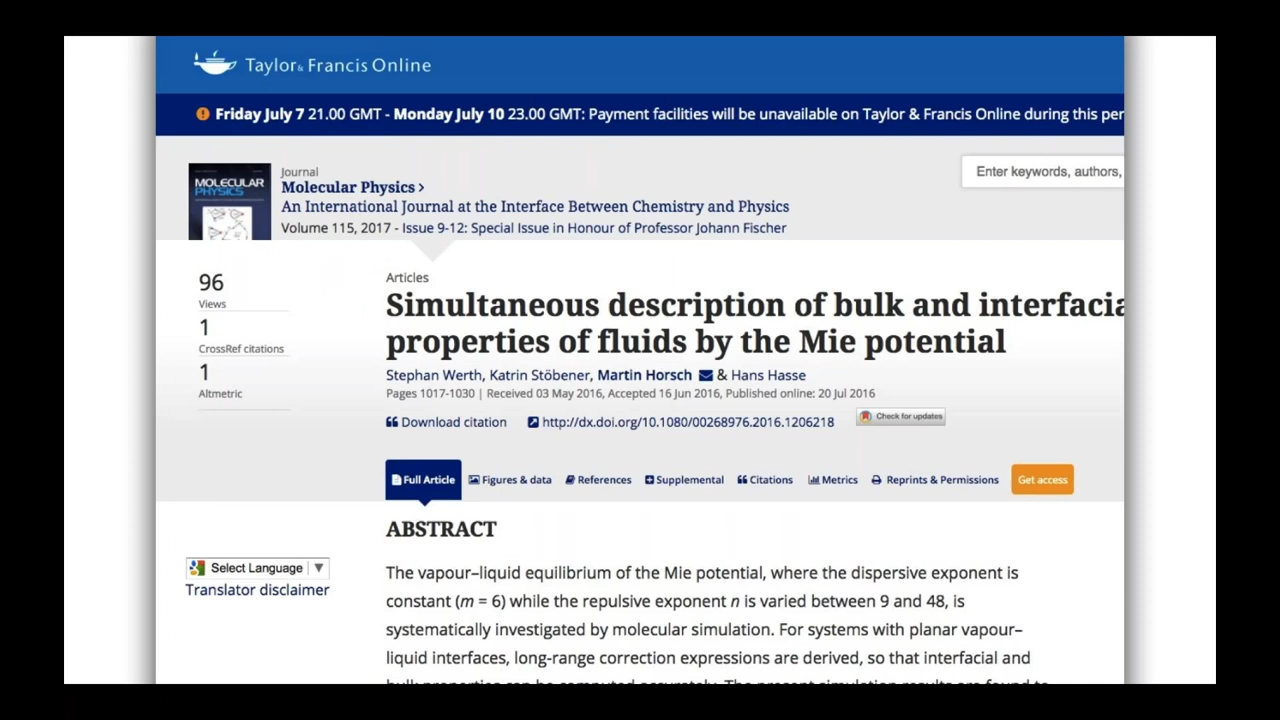 Taylor & Francis Online
Friday July 7 21.00 GMT - Monday July 10 23.00 GMT: Payment facilities will be unavailable on Taylor & Francis Online during this per
MOLECULAR
PHYSICS
Journal
Molecular Physics ›
An International Journal at the Interface Between Chemistry and Physics
Volume 115, 2017 - Issue 9-12: Special Issue in Honour of Professor Johann Fischer
Enter keywords, authors,
96
Views
1
CrossRef citations
1
Altmetric
Articles
Simultaneous description of bulk and interfacia
properties of fluids by the Mie potential
Stephan Werth, Katrin Stöbener, Martin Horsch & Hans Hasse
Pages 1017-1030 | Received 03 May 2016, Accepted 16 Jun 2016, Published online: 20 Jul 2016
Download citation http://dx.doi.org/10.1080/00268976.2016.1206218 Check for updates
Full Article Figures & data References Supplemental Citations Metrics Reprints & Permissions Get access
ABSTRACT
Select Language ▼
Translator disclaimer
The vapour–liquid equilibrium of the Mie potential, where the dispersive exponent is
constant (m = 6) while the repulsive exponent n is varied between 9 and 48, is
systematically investigated by molecular simulation. For systems with planar vapour–
liquid interfaces, long-range correction expressions are derived, so that interfacial and